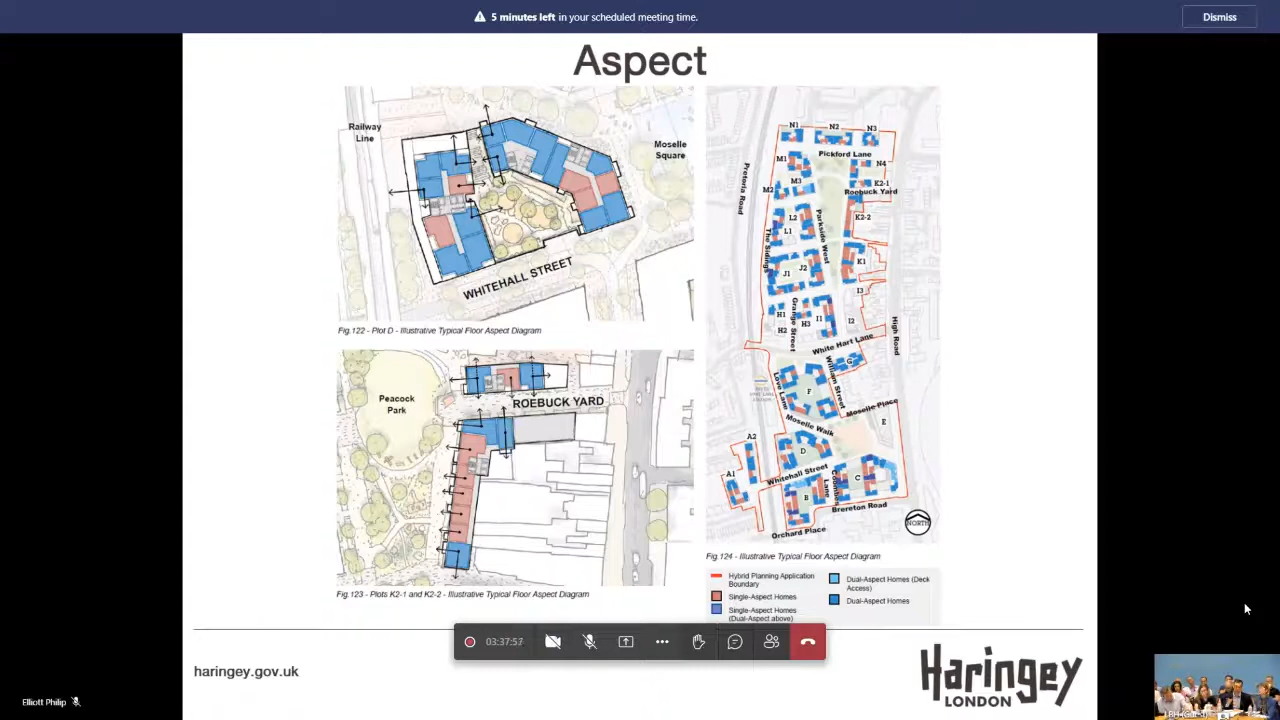 5 minutes left in your scheduled meeting time.
Dismiss
Aspect
Railway
Line
Moselle
Square
WHITEHALL STREET
Fig.122 - Plot D - Illustrative Typical Floor Aspect Diagram
Peacock
Park
ROEBUCK YARD
Fig.123 - Plots K2-1 and K2-2 - Illustrative Typical Floor Aspect Diagram
N1
N2
N3
Pickford Lane
M1
N4
M3
K2-1
M2
Roebuck Yard
Pretoria Road
K2-2
L2
L1
Parkside West
The Sidings
K1
J2
J1
I3
Grange Street
H1
I1
I2
H3
H2
High Road
White Hart Lane
G
William Street
Love Lane
F
Moselle Place
Moselle Walk
E
A2
D
Whitehall Street
A1
C
B
Lane
Brereton Road
Orchard Place
NORTH
Fig.124 - Illustrative Typical Floor Aspect Diagram
Hybrid Planning Application
Boundary
Single-Aspect Homes
Single-Aspect Homes
(Dual-Aspect above)
Dual-Aspect Homes (Deck
Access)
Dual-Aspect Homes
03:37:57
haringey.gov.uk
Haringey
LONDON
Elliott Philip